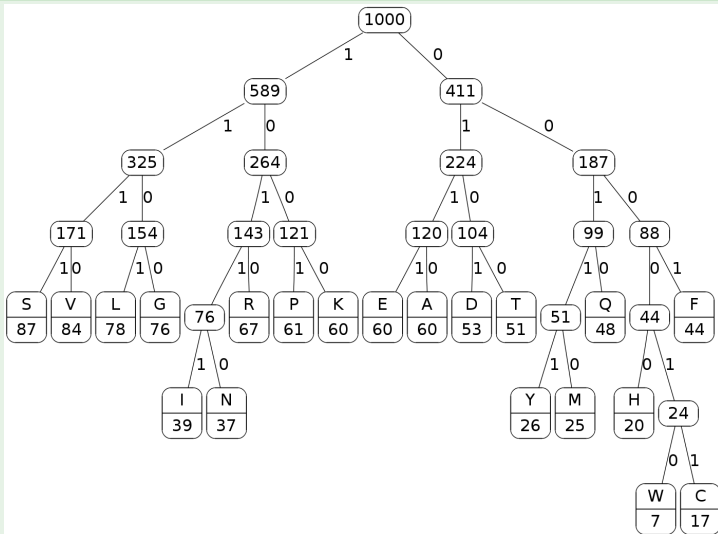 1000
1 0
589 411
1 0 1 0
325 264 224 187
1 0 1 0 1 0 1 0
171 154 143 121 120 104 99 88
1 0 1 0 1 0 1 0 1 0 1 0 1 0 0 1
S V L G 76 R P K E A D T 51 Q 44 F
87 84 78 76 67 61 60 60 60 53 51 48 44
1 0 1 0 0 1
I N Y M H 24
39 37 26 25 20
0 1
W C
7 17